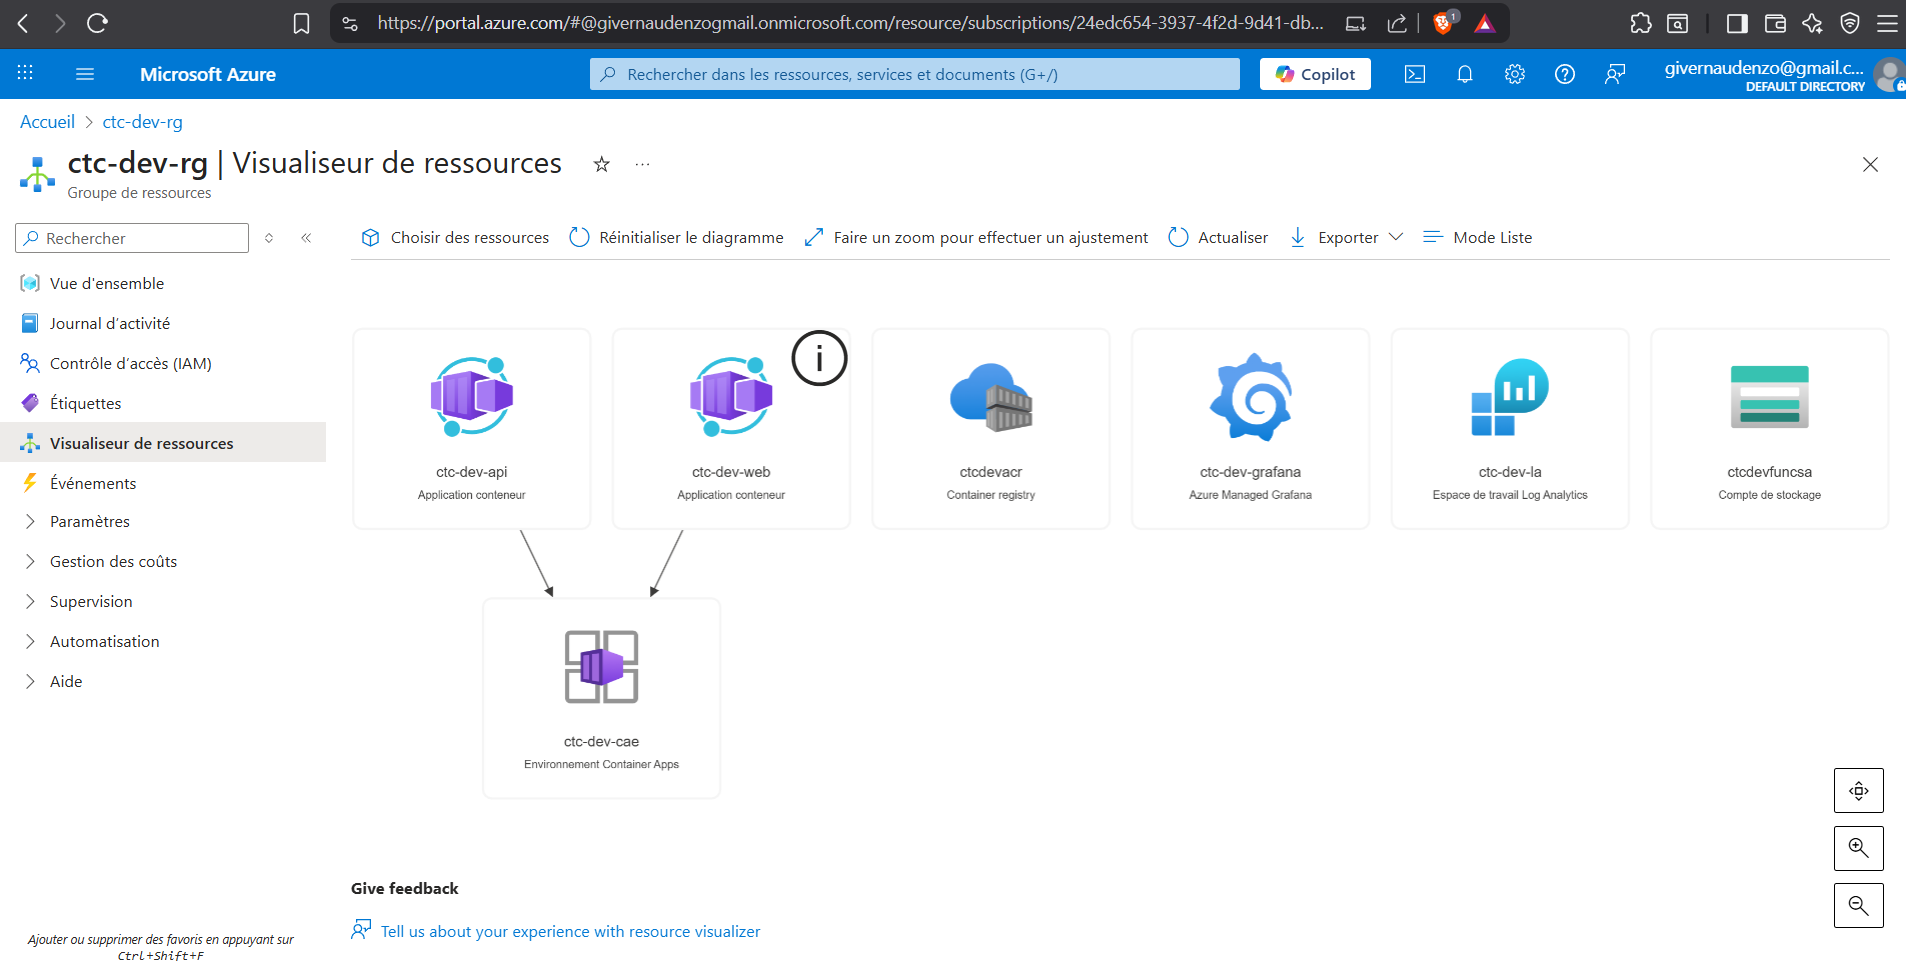 https://portal.azure.com/#@givernaudenzogmail.onmicrosoft.com/resource/subscriptions/24edc654-3937-4f2d-9d41-db...
1
Microsoft Azure
Rechercher dans les ressources, services et documents (G+/)
Copilot
givernaudenzo@gmail.c...
DEFAULT DIRECTORY
Accueil > ctc-dev-rg
ctc-dev-rg | Visualiseur de ressources
...
Groupe de ressources
Rechercher
Choisir des ressources
Réinitialiser le diagramme
Faire un zoom pour effectuer un ajustement
Actualiser
Exporter
Mode Liste
Vue d'ensemble
Journal d'activité
Contrôle d'accès (IAM)
Étiquettes
Visualiseur de ressources
Événements
Paramètres
Gestion des coûts
Supervision
Automatisation
Aide
ctc-dev-api
Application conteneur
i
ctc-dev-web
Application conteneur
ctcdevacr
Container registry
ctc-dev-grafana
Azure Managed Grafana
ctc-dev-la
Espace de travail Log Analytics
ctcdevfuncsa
Compte de stockage
ctc-dev-cae
Environnement Container Apps
Give feedback
Tell us about your experience with resource visualizer
Ajouter ou supprimer des favoris en appuyant sur
Ctrl+Shift+F